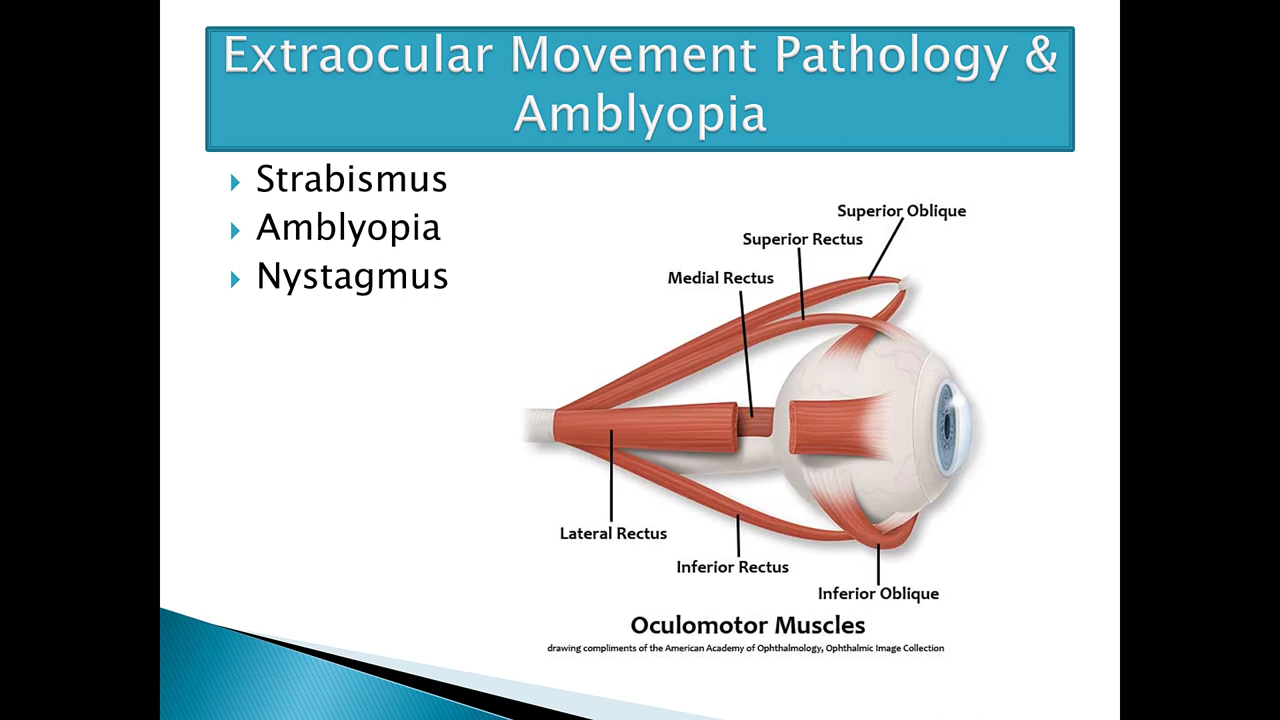 Extraocular Movement Pathology &
Amblyopia
Strabismus
Amblyopia
Nystagmus
Superior Oblique
Superior Rectus
Medial Rectus
Lateral Rectus
Inferior Rectus
Inferior Oblique
Oculomotor Muscles
drawing compliments of the American Academy of Ophthalmology, Ophthalmic Image Collection